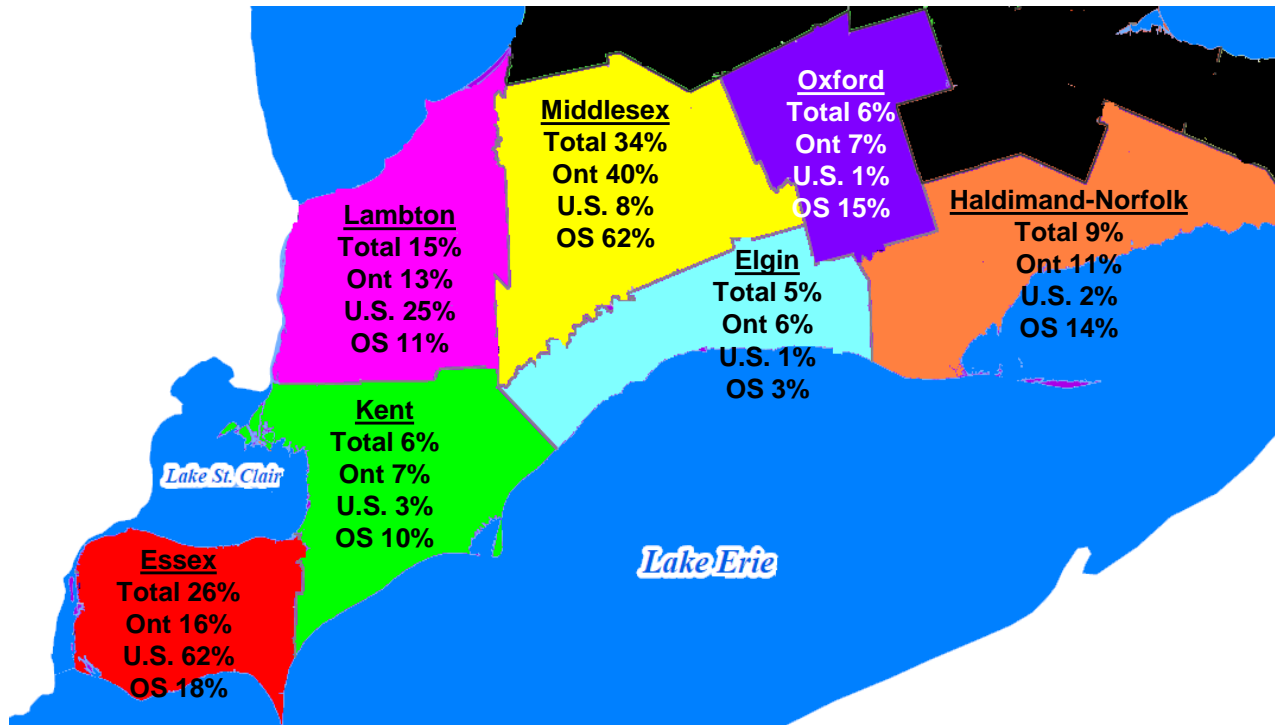 Oxford
Total 6%
Ont 7%
U.S. 1%
OS 15%
Middlesex
Total 34%
Ont 40%
U.S. 8%
OS 62%
Haldimand-Norfolk
Total 9%
Ont 11%
U.S. 2%
OS 14%
Lambton
Total 15%
Ont 13%
U.S. 25%
OS 11%
Elgin
Total 5%
Ont 6%
U.S. 1%
OS 3%
Kent
Total 6%
Ont 7%
U.S. 3%
OS 10%
Lake St. Clair
Essex
Total 26%
Ont 16%
U.S. 62%
OS 18%
Lake Erie